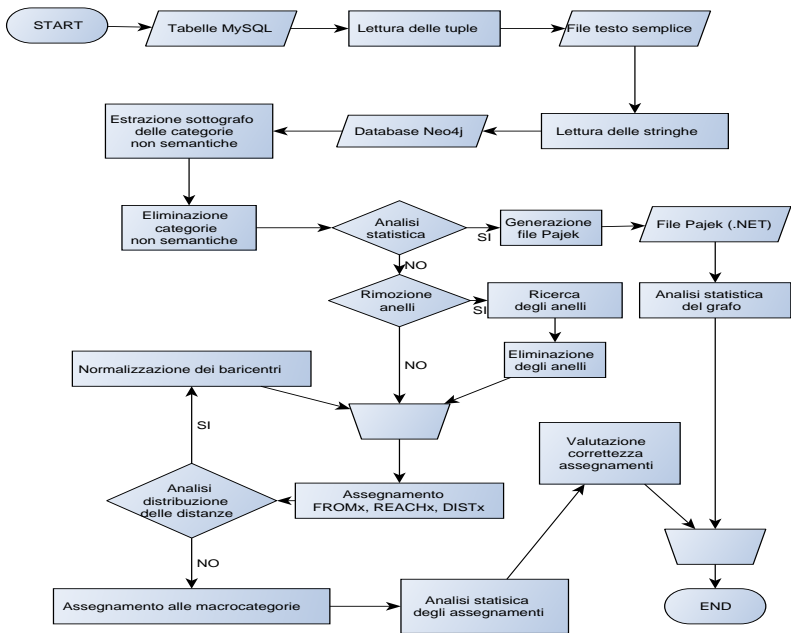 START
Tabelle MySQL
Lettura delle tuple
File testo semplice
Estrazione sottografo
delle categorie
non semantiche
Database Neo4j
Lettura delle stringhe
Eliminazione
categorie
non semantiche
Analisi
statistica
SI
Generazione
file Pajek
File Pajek (.NET)
NO
Rimozione
anelli
SI
Ricerca
degli anelli
Analisi statistica
del grafo
NO
Eliminazione
degli anelli
Normalizzazione dei baricentri
SI
Valutazione
correttezza
assegnamenti
Analisi
distribuzione
delle distanze
Assegnamento
FROMx, REACHx, DISTx
NO
Assegnamento alle macrocategorie
Analisi statisica
degli assegnamenti
END